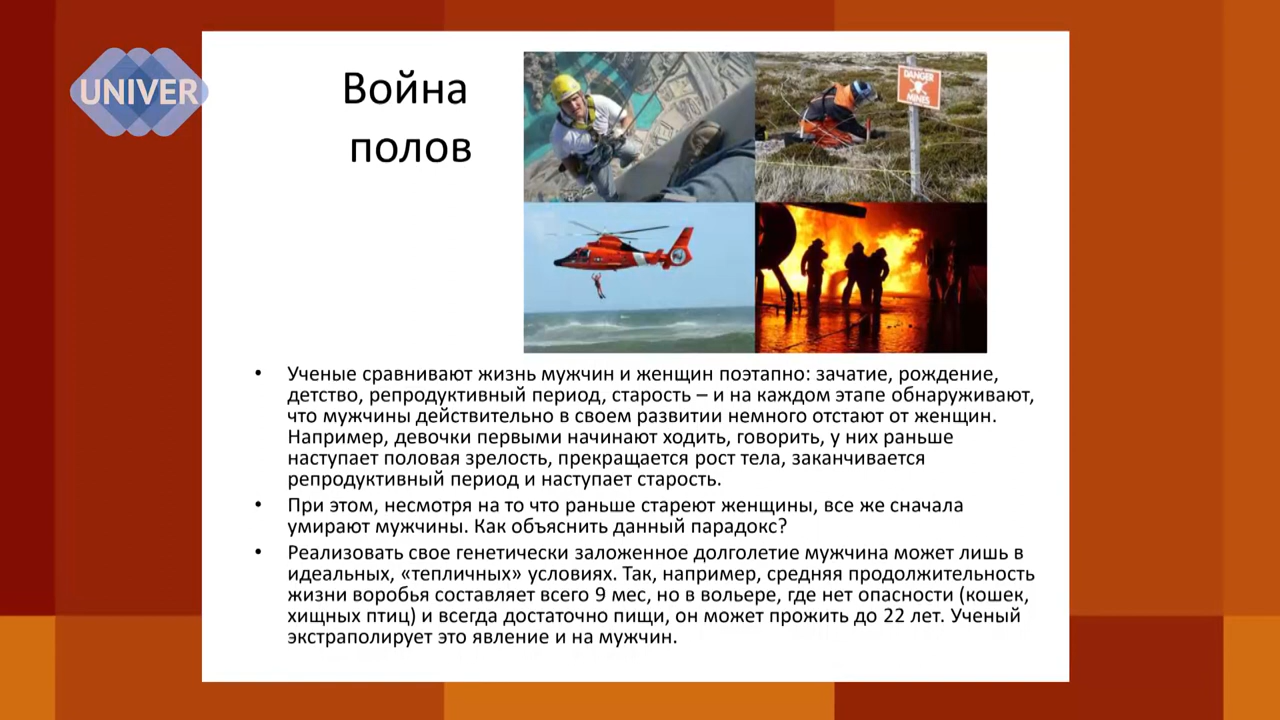 UNIVER
Война
полов
DANGER
MINES
• Ученые сравнивают жизнь мужчин и женщин поэтапно: зачатие, рождение,
детство, репродуктивный период, старость – и на каждом этапе обнаруживают,
что мужчины действительно в своем развитии немного отстают от женщин.
Например, девочки первыми начинают ходить, говорить, у них раньше
наступает половая зрелость, прекращается рост тела, заканчивается
репродуктивный период и наступает старость.
• При этом, несмотря на то что раньше стареют женщины, все же сначала
умирают мужчины. Как объяснить данный парадокс?
• Реализовать свое генетически заложенное долголетие мужчина может лишь в
идеальных, «тепличных» условиях. Так, например, средняя продолжительность
жизни воробья составляет всего 9 мес, но в вольере, где нет опасности (кошек,
хищных птиц) и всегда достаточно пищи, он может прожить до 22 лет. Ученый
экстраполирует это явление и на мужчин.